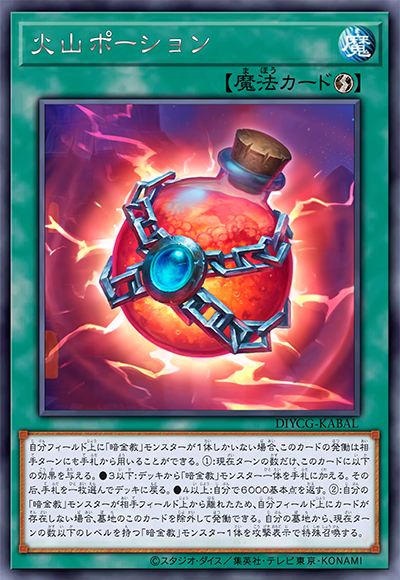 火山ポーション
魔
【魔法カード】
DIYCG-KABAL
自分フィールド上に「暗金教」モンスターが1体しかいない場合、このカードの発動は相
手ターンにも手札から用いることができる。①:現在ターンの数だけ、このカードに以下
の効果を与える。●3以下:デッキから「暗金教」モンスター一体を手札に加える。その
后、手札を一枚選んでデッキに戻る。●4以上:自分で6000基本点を返す。②:自分の
「暗金教」モンスターが相手フィールド上から離れたため、自分フィールド上にカードが
存在しない場合、墓地のこのカードを除外して発動できる。自分の墓地から、現在ター
ンの数以下のレベルを持つ「暗金教」モンスター1体を攻撃表示で特殊召喚する。
©スタジオ・ダイス/集英社・テレビ東京・KONAMI